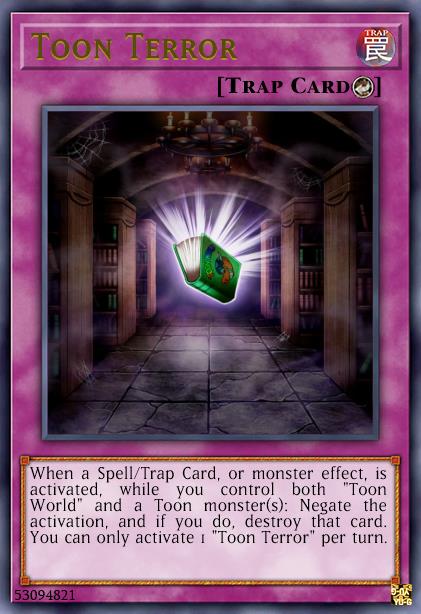 Toon Terror
TRAP
罠
[Trap Card]
When a Spell/Trap Card, or monster effect, is
activated, while you control both "Toon
World" and a Toon monster(s): Negate the
activation, and if you do, destroy that card.
You can only activate 1 "Toon Terror" per turn.
53094821